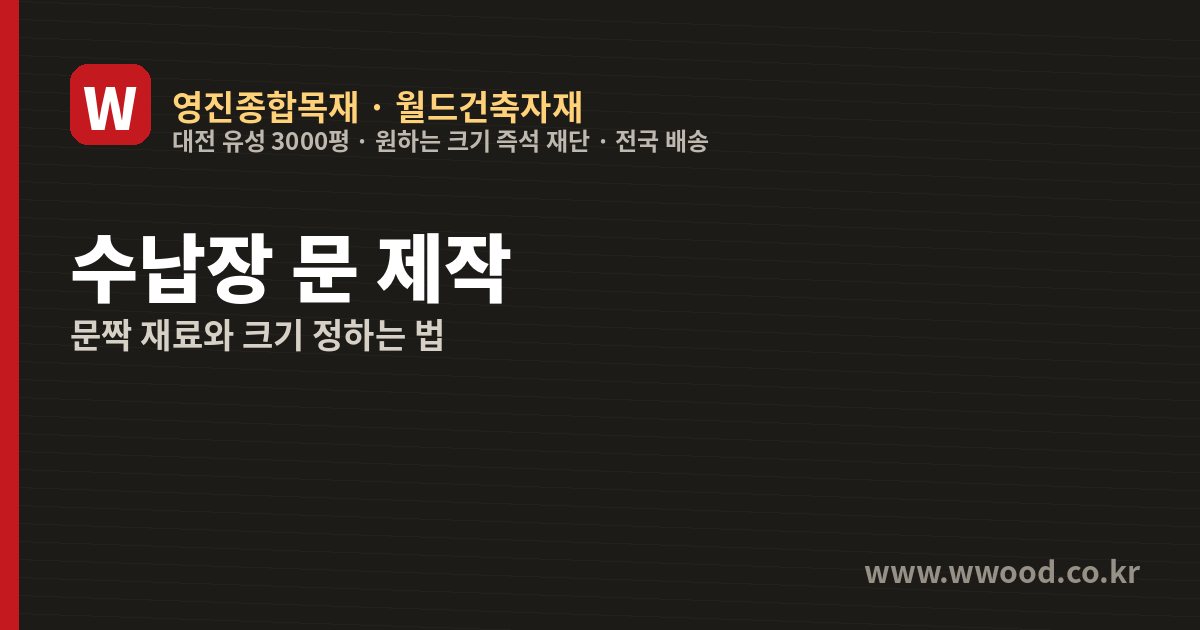 W
영진종합목재 · 월드건축자재
대전 유성 3000평 · 원하는 크기 즉석 재단 · 전국 배송
수납장 문 제작
문짝 재료와 크기 정하는 법
www.wwood.co.kr